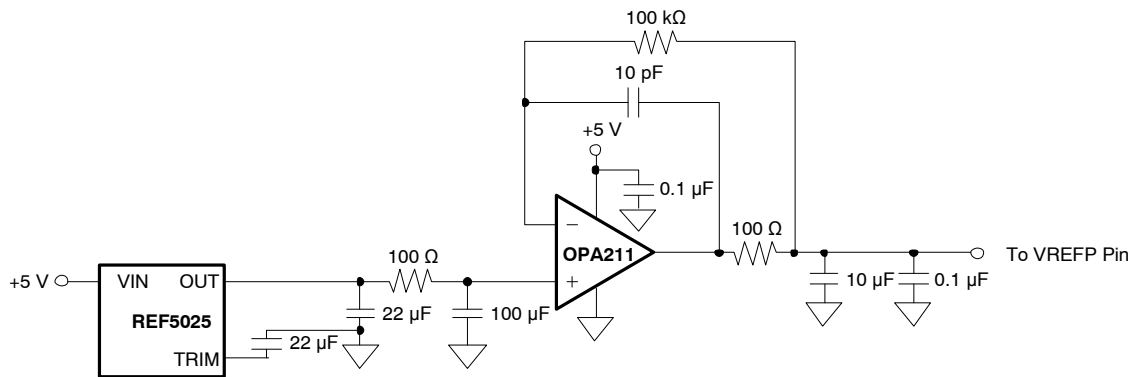 100 kΩ
10 pF
+5 V
0.1 µF
−
OPA211
+
100 Ω
To VREFP Pin
10 µF
0.1 µF
+5 V
VIN
OUT
REF5025
TRIM
100 Ω
22 µF
100 µF
22 µF